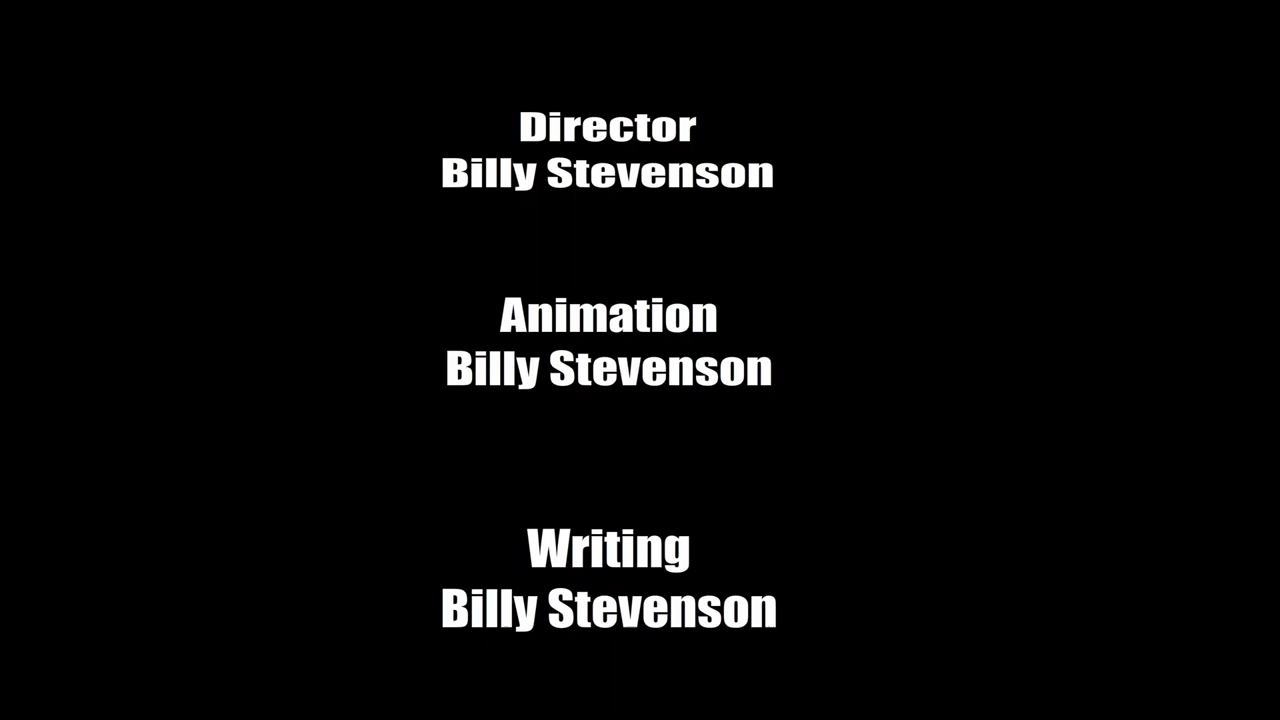 Director
Billy Stevenson
Animation
Billy Stevenson
Writing
Billy Stevenson